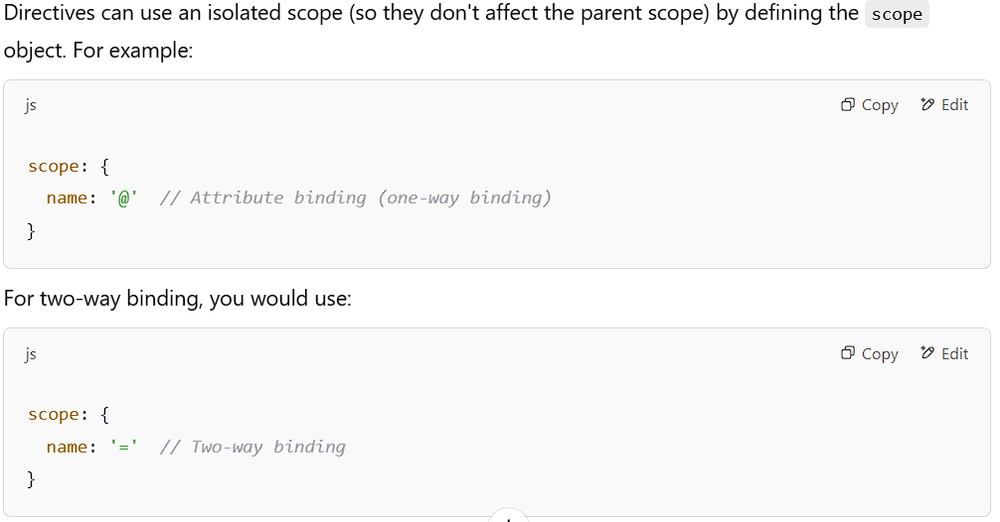 Directives can use an isolated scope (so they don't affect the parent scope) by defining the scope
object. For example:
js Copy Edit
scope: {
  name: '@'  // Attribute binding (one-way binding)
}
For two-way binding, you would use:
js Copy Edit
scope: {
  name: '='  // Two-way binding
}